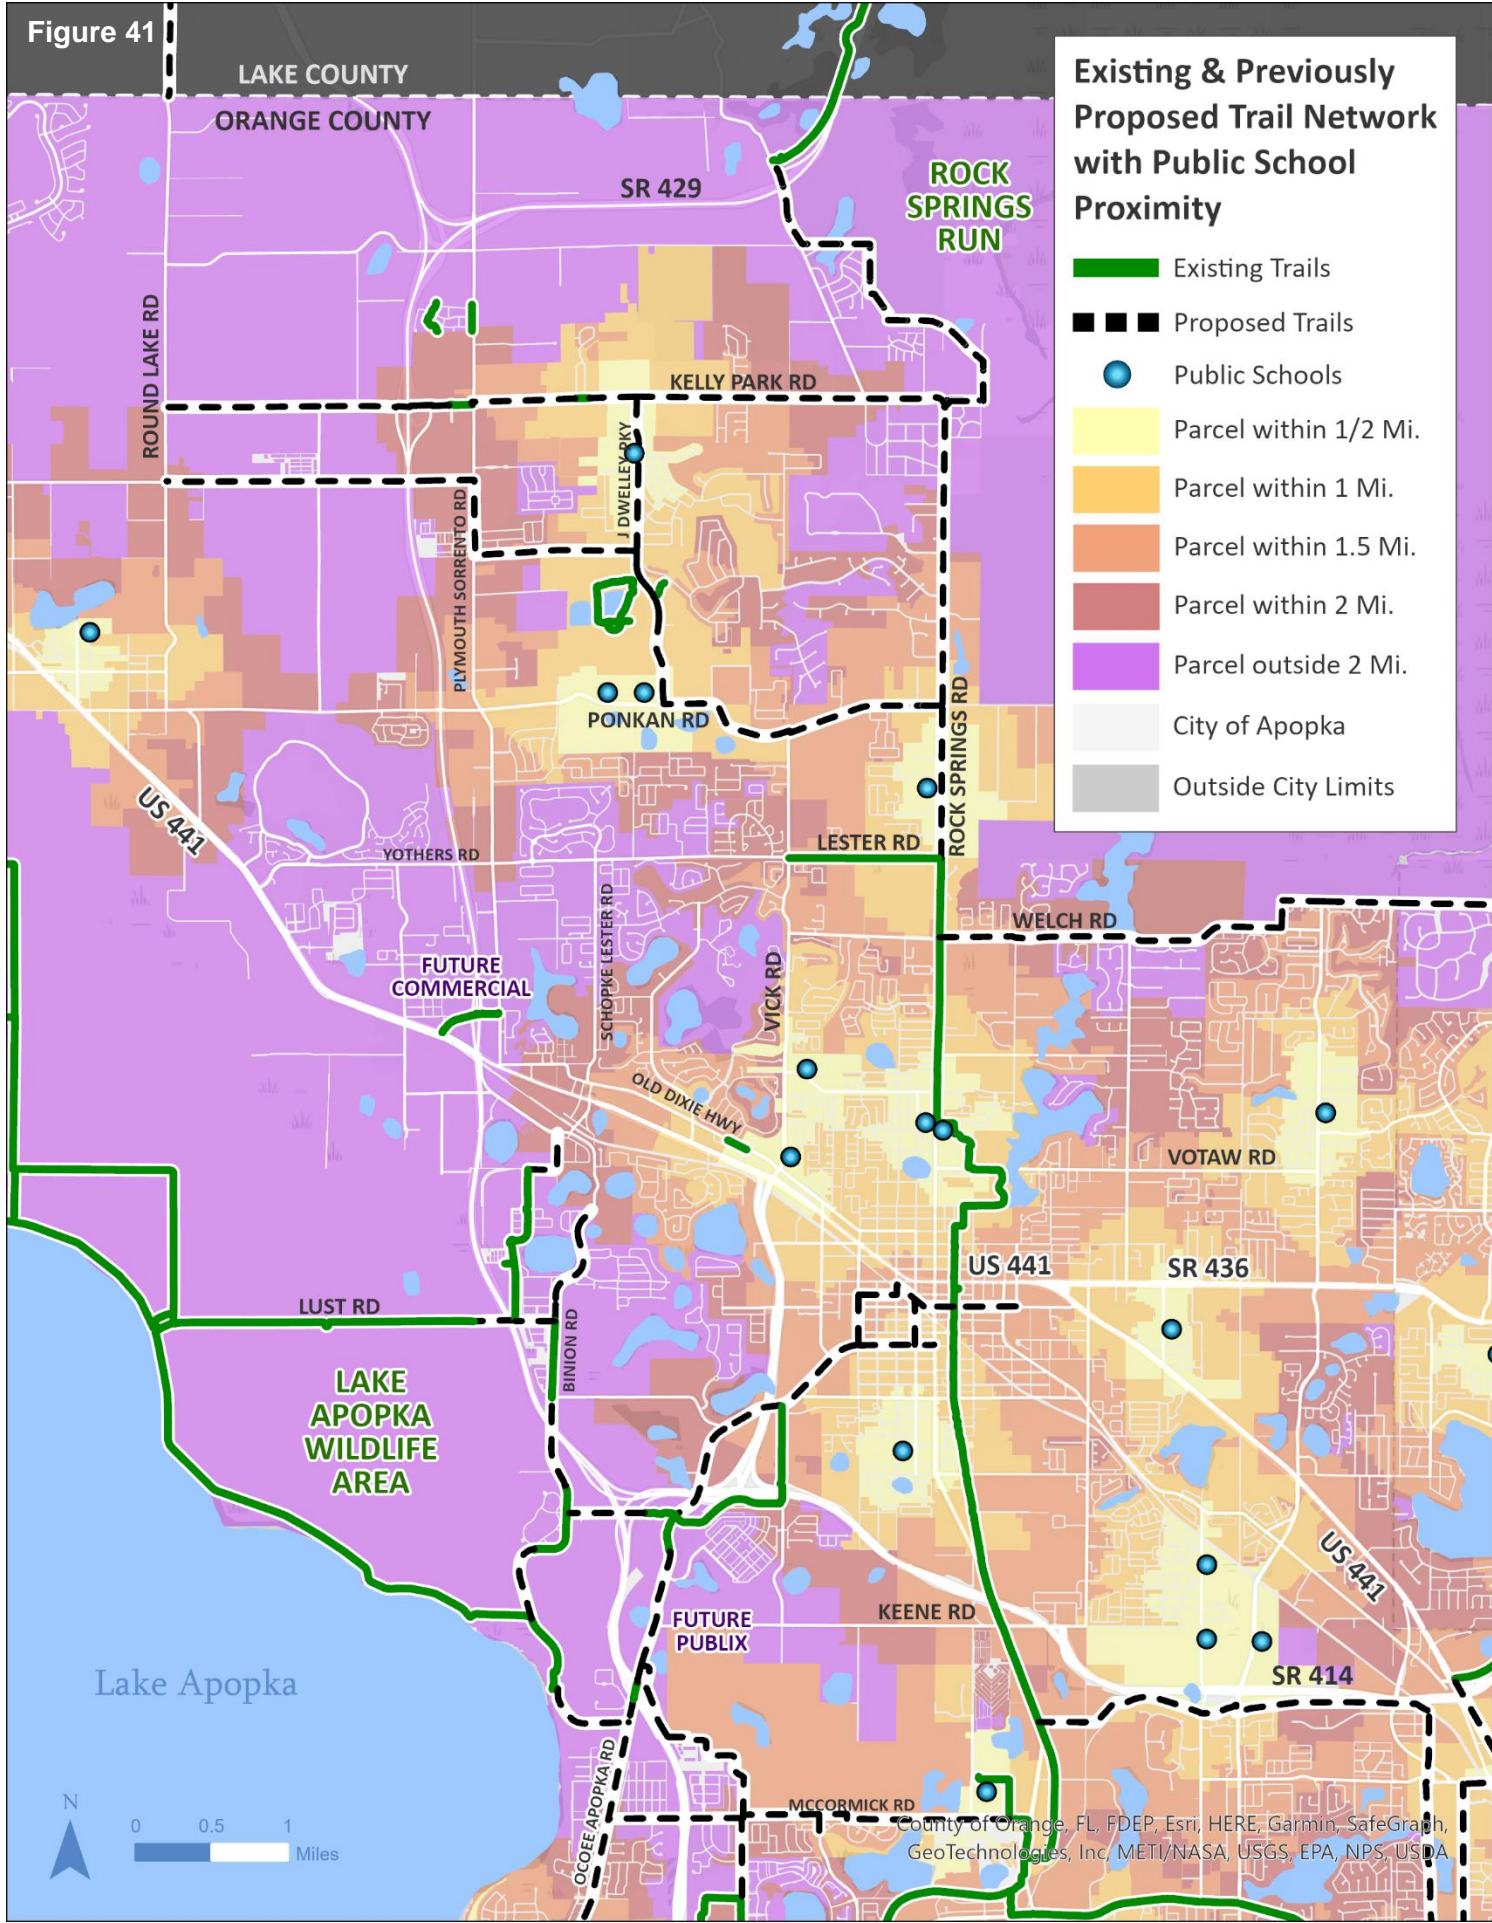 Figure 41
LAKE COUNTY
ORANGE COUNTY
SR 429
ROCK
SPRINGS
RUN
Existing & Previously
Proposed Trail Network
with Public School
Proximity
Existing Trails
Proposed Trails
Public Schools
Parcel within 1/2 Mi.
Parcel within 1 Mi.
Parcel within 1.5 Mi.
Parcel within 2 Mi.
Parcel outside 2 Mi.
City of Apopka
Outside City Limits
ROUND LAKE RD
KELLY PARK RD
J DWELLEY PKY
PLYMOUTH SORRENTO RD
PONKAN RD
ROCK SPRINGS RD
US 441
YOTHERS RD
LESTER RD
SCHOPKE LESTER RD
WELCH RD
FUTURE
COMMERCIAL
VICK RD
OLD DIXIE HWY
VOTAW RD
US 441
SR 436
LUST RD
BINION RD
LAKE
APOPKA
WILDLIFE
AREA
US 441
FUTURE
PUBLIX
KEENE RD
SR 414
Lake Apopka
OCOEE APOPKA RD
MCCORMICK RD
N
0 0.5 1
Miles
County of Orange, FL, FDEP, Esri, HERE, Garmin, SafeGraph,
GeoTechnologies, Inc, METI/NASA, USGS, EPA, NPS, USDA